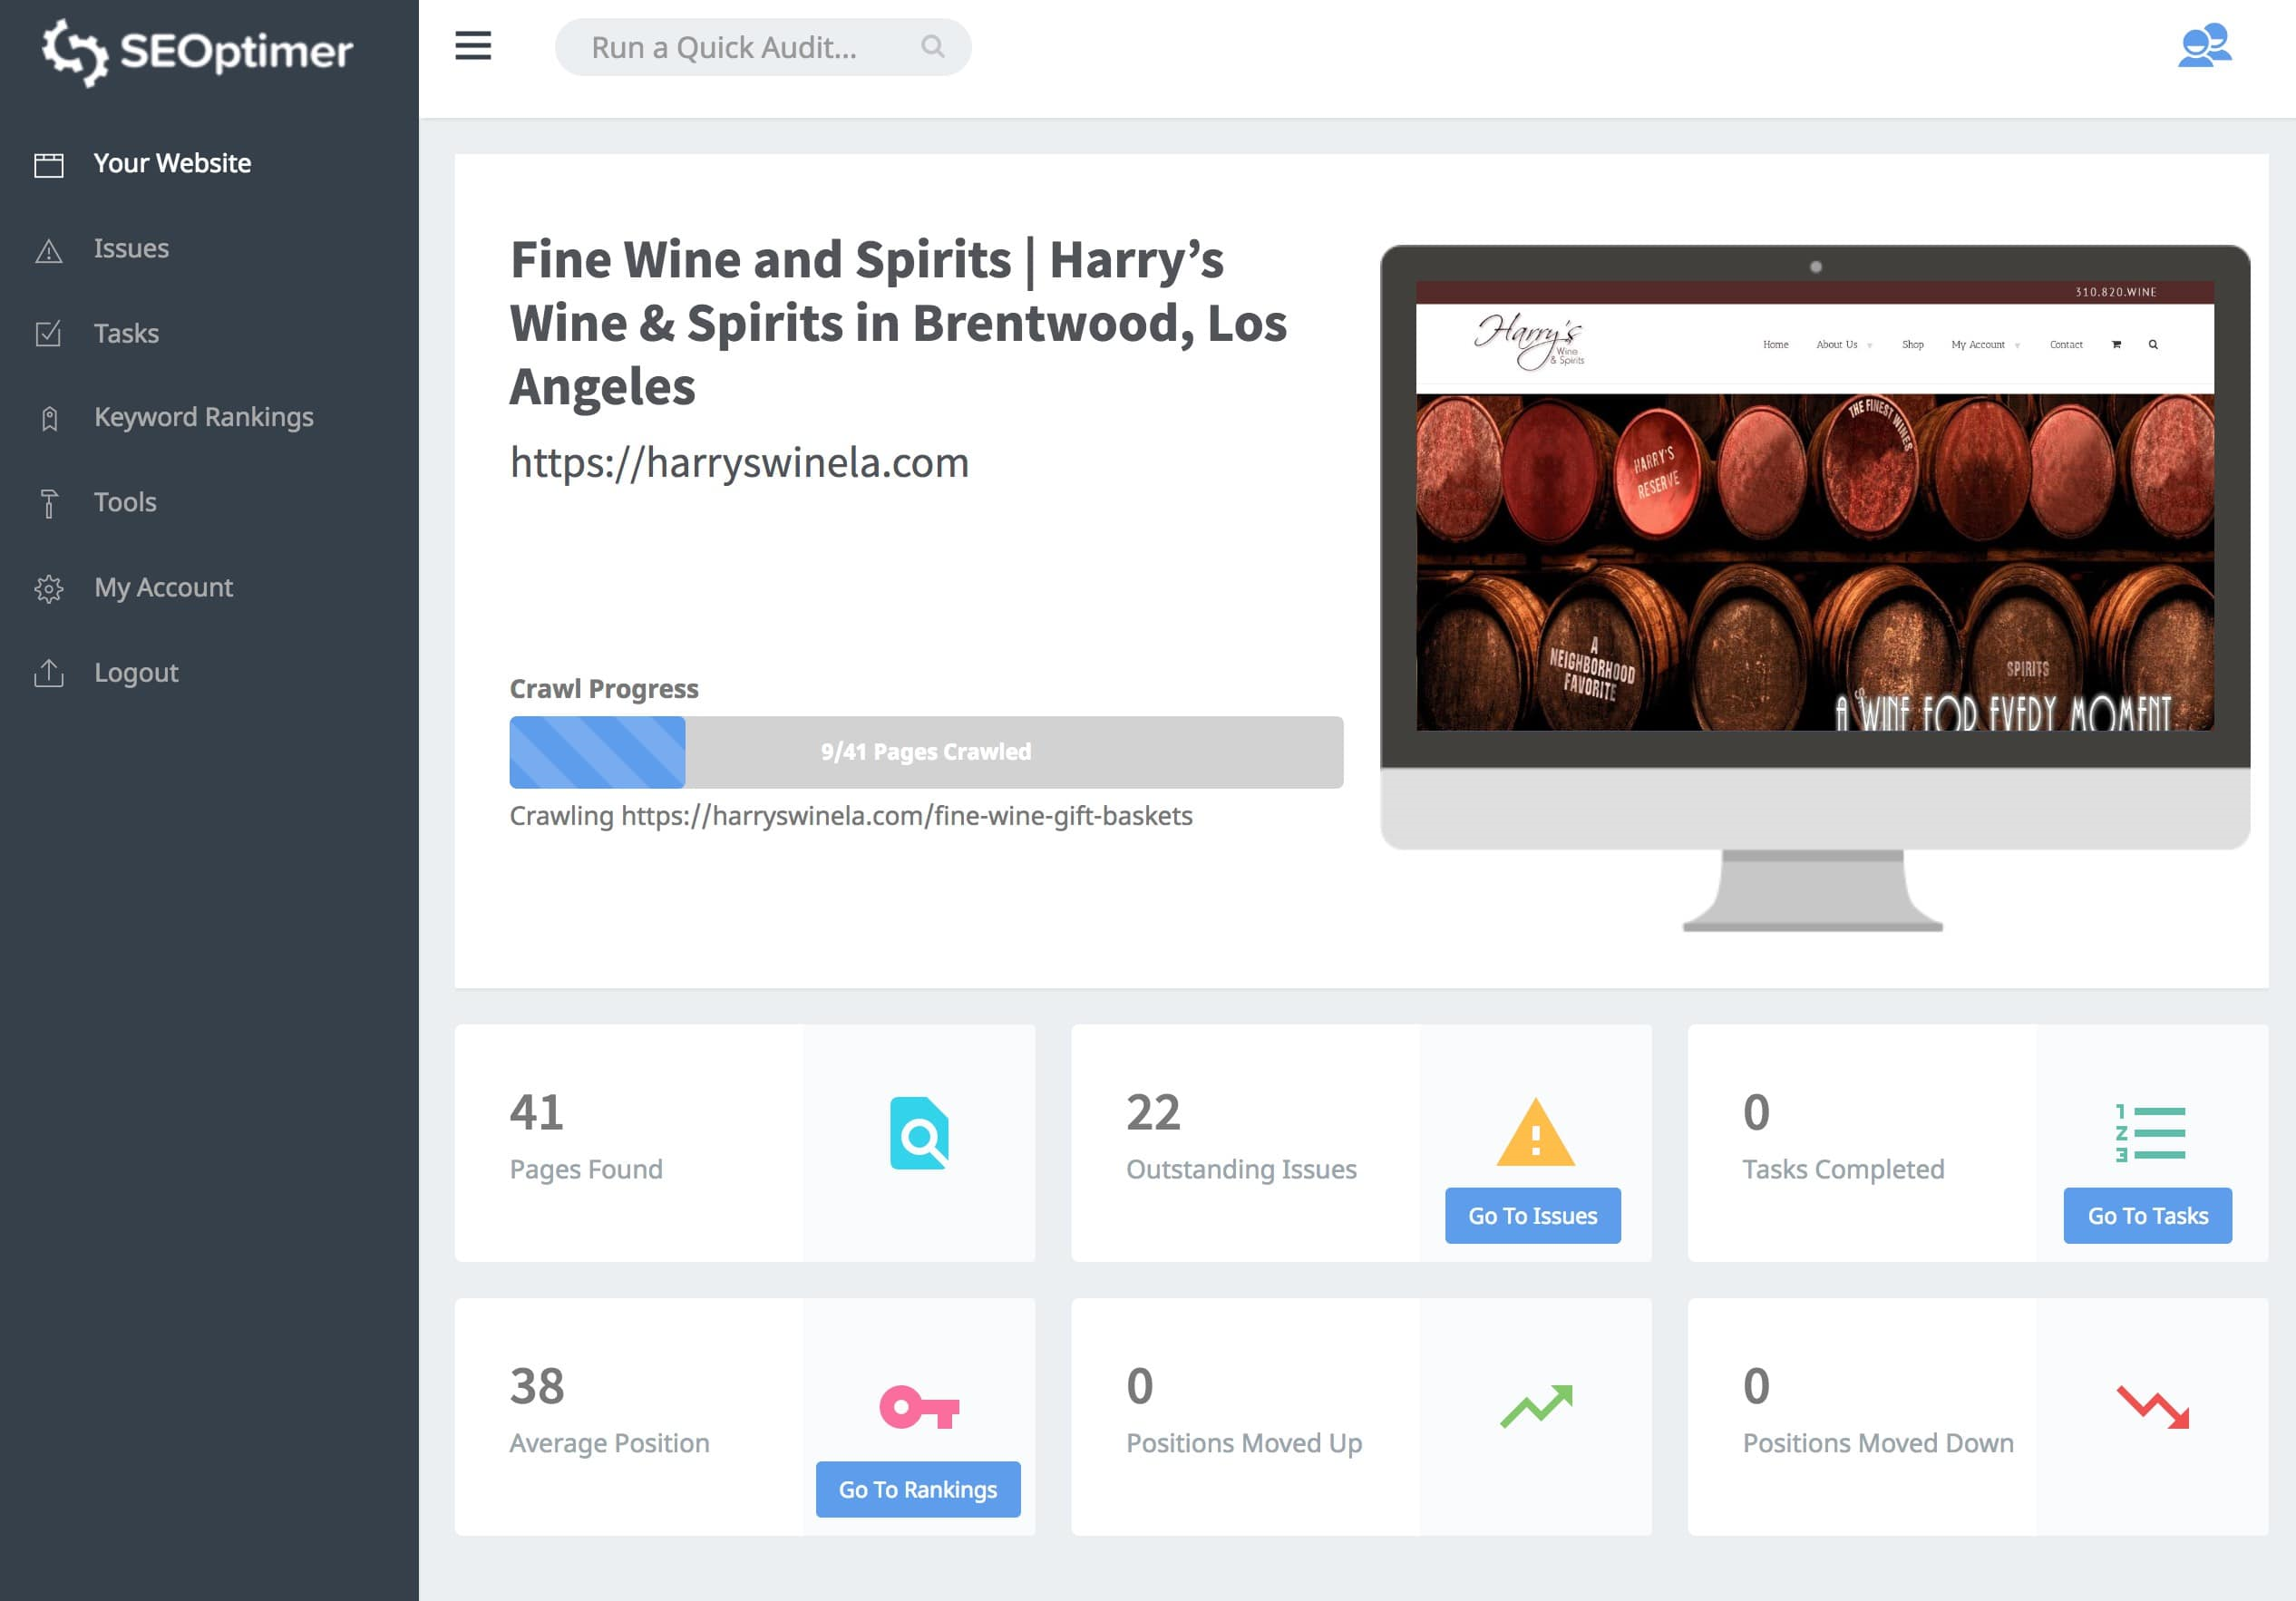 SEOptimer
Run a Quick Audit...
Your Website
Issues
Tasks
Keyword Rankings
Tools
My Account
Logout
Fine Wine and Spirits | Harry’s
Wine & Spirits in Brentwood, Los
Angeles
https://harryswinela.com
Crawl Progress
9/41 Pages Crawled
Crawling https://harryswinela.com/fine-wine-gift-baskets
310.820.WINE
Harry's
Wine
& Spirits
Home About Us Shop My Account Contact
THE FINEST WINES
HARRY'S
RESERVE
A
NEIGHBORHOOD
FAVORITE
SPIRITS
A WINE FOR EVERY MOMENT
41
Pages Found
22
Outstanding Issues
Go To Issues
0
Tasks Completed
1
2
3
Go To Tasks
38
Average Position
Go To Rankings
0
Positions Moved Up
0
Positions Moved Down